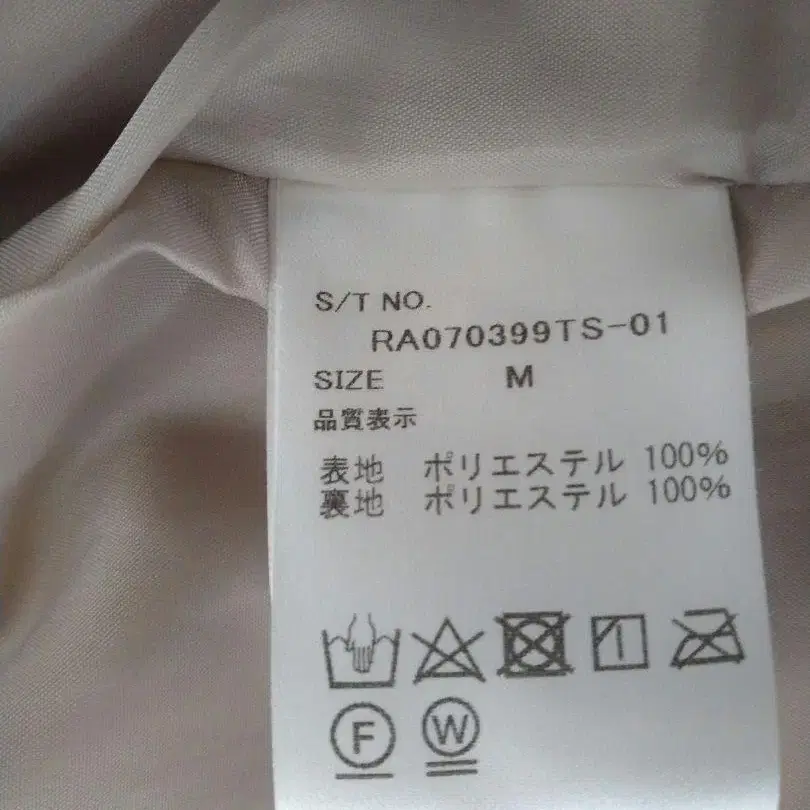 S/T NO.
RA070399TS-01
SIZE M
品質表示
表地 ポリエステル 100%
裏地 ポリエステル 100%
F W